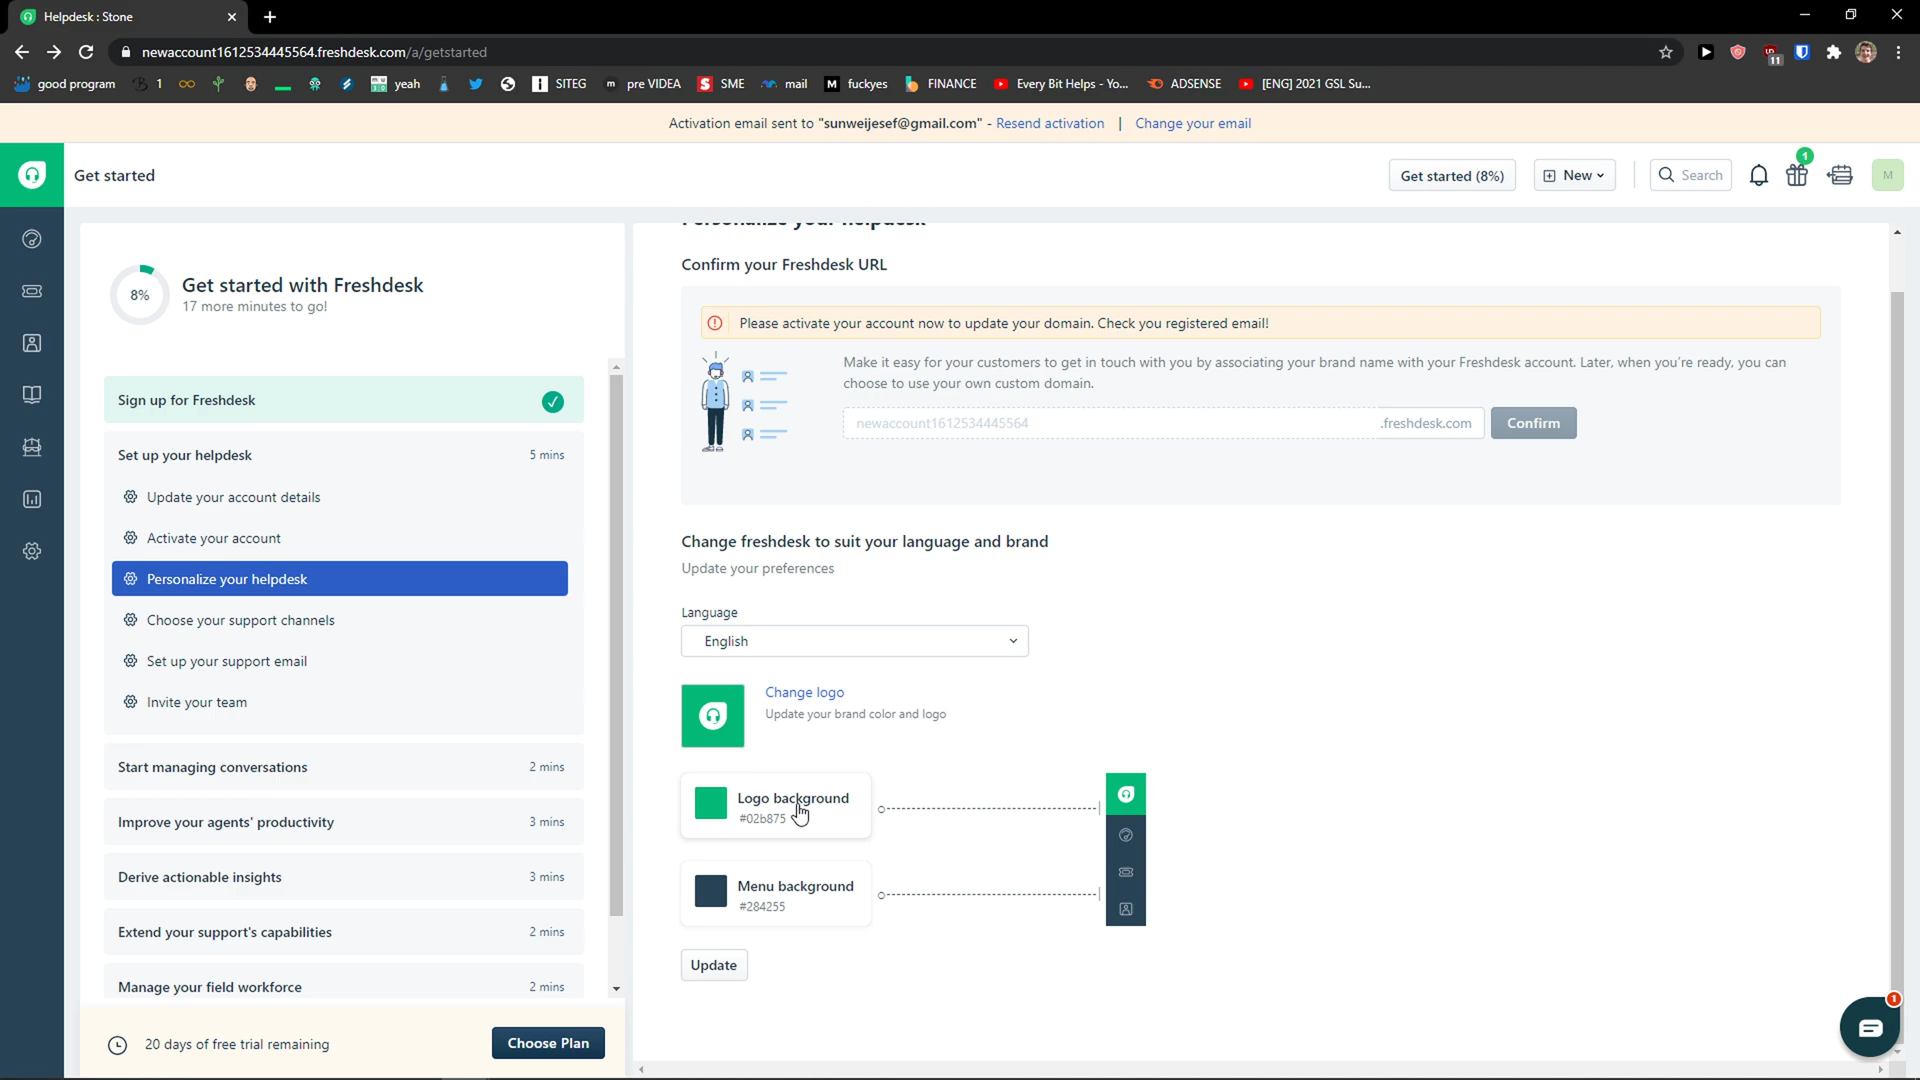 Helpdesk : Stone
newaccount1612534445564.freshdesk.com/a/getstarted
11
good program
1
yeah
SITEG
pre VIDEA
SME
mail
fuckyes
FINANCE
Every Bit Helps - Yo...
ADSENSE
[ENG] 2021 GSL Su...
Activation email sent to "sunweijesef@gmail.com" - Resend activation | Change your email
Get started
Get started (8%)
New
Search
1
M
8%
Get started with Freshdesk
17 more minutes to go!
Sign up for Freshdesk
Set up your helpdesk 5 mins
Update your account details
Activate your account
Personalize your helpdesk
Choose your support channels
Set up your support email
Invite your team
Start managing conversations 2 mins
Improve your agents' productivity 3 mins
Derive actionable insights 3 mins
Extend your support's capabilities 2 mins
Manage your field workforce 2 mins
20 days of free trial remaining
Choose Plan
Personalize your helpdesk
Confirm your Freshdesk URL
Please activate your account now to update your domain. Check you registered email!
Make it easy for your customers to get in touch with you by associating your brand name with your Freshdesk account. Later, when you're ready, you can
choose to use your own custom domain.
newaccount1612534445564 .freshdesk.com
Confirm
Change freshdesk to suit your language and brand
Update your preferences
Language
English
Change logo
Update your brand color and logo
Logo background
#02b875
Menu background
#284255
Update
1